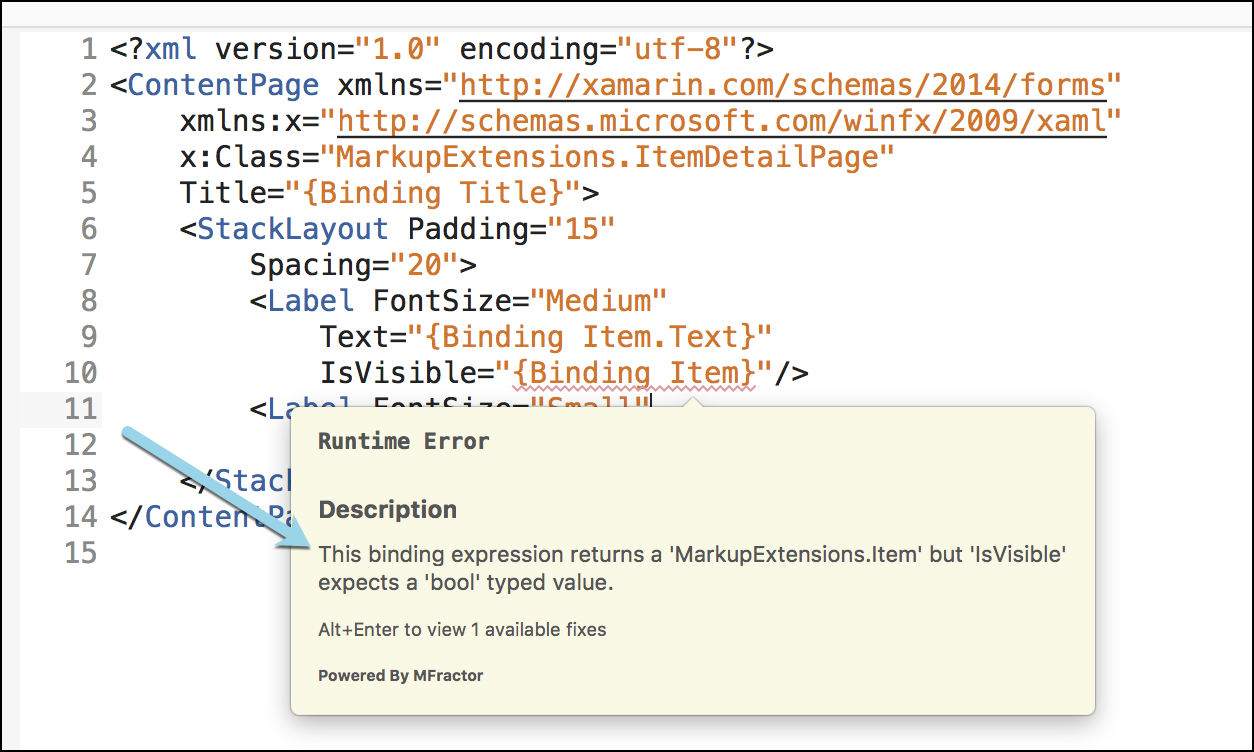 1 <?xml version="1.0" encoding="utf-8"?>
2 <ContentPage xmlns="http://xamarin.com/schemas/2014/forms"
3 xmlns:x="http://schemas.microsoft.com/winfx/2009/xaml"
4 x:Class="MarkupExtensions.ItemDetailPage"
5 Title="{Binding Title}">
6 <StackLayout Padding="15"
7 Spacing="20">
8 <Label FontSize="Medium"
9 Text="{Binding Item.Text}"
10 IsVisible="{Binding Item}"/>
11 <Label FontSize="Small"
12
13 </Stack
14 </ContentPa
15
Runtime Error
Description
This binding expression returns a 'MarkupExtensions.Item' but 'IsVisible'
expects a 'bool' typed value.
Alt+Enter to view 1 available fixes
Powered By MFractor